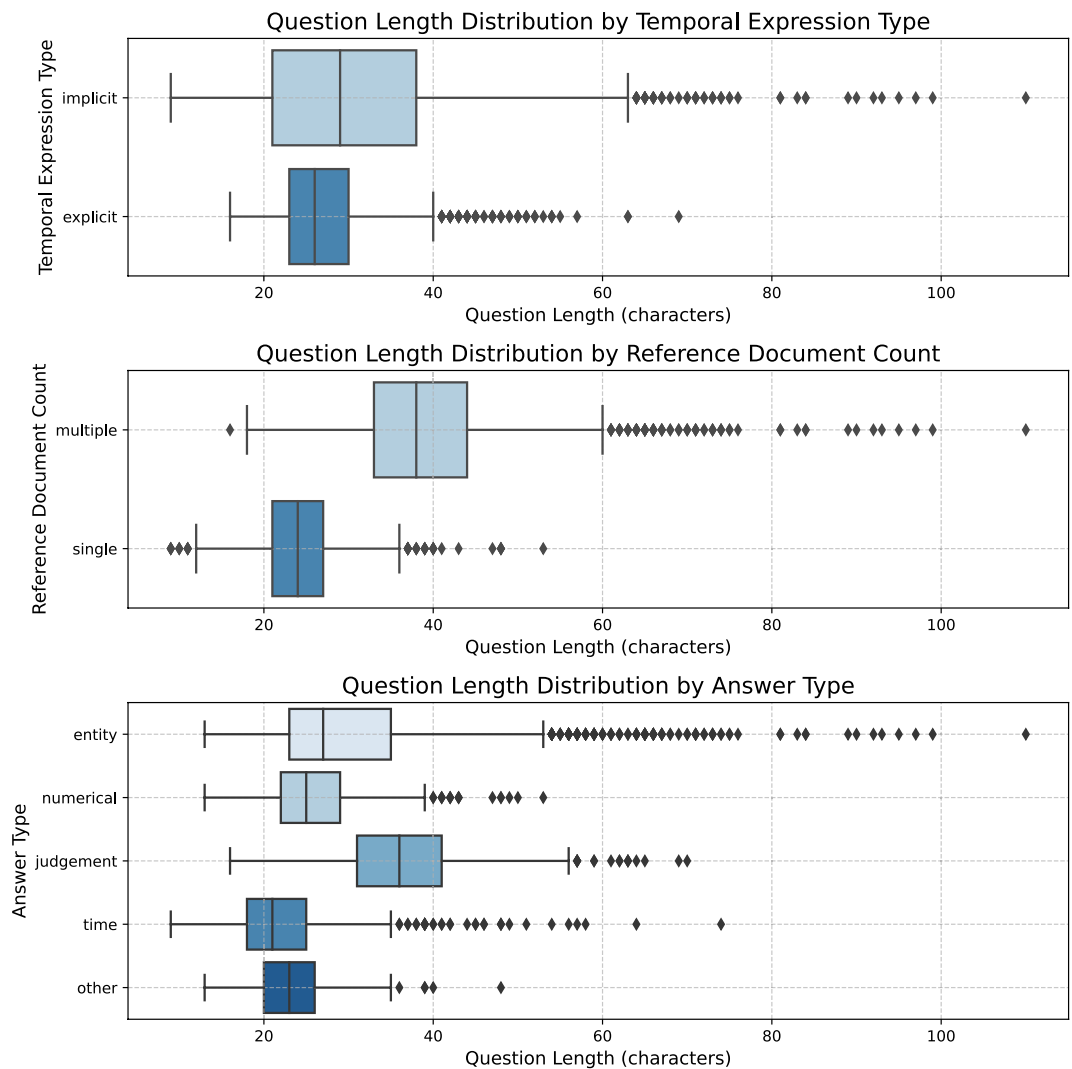 Question Length Distribution by Temporal Expression Type
Temporal Expression Type
implicit
explicit
20 40 60 80 100
Question Length (characters)
Question Length Distribution by Reference Document Count
Reference Document Count
multiple
single
20 40 60 80 100
Question Length (characters)
Question Length Distribution by Answer Type
Answer Type
entity
numerical
judgement
time
other
20 40 60 80 100
Question Length (characters)